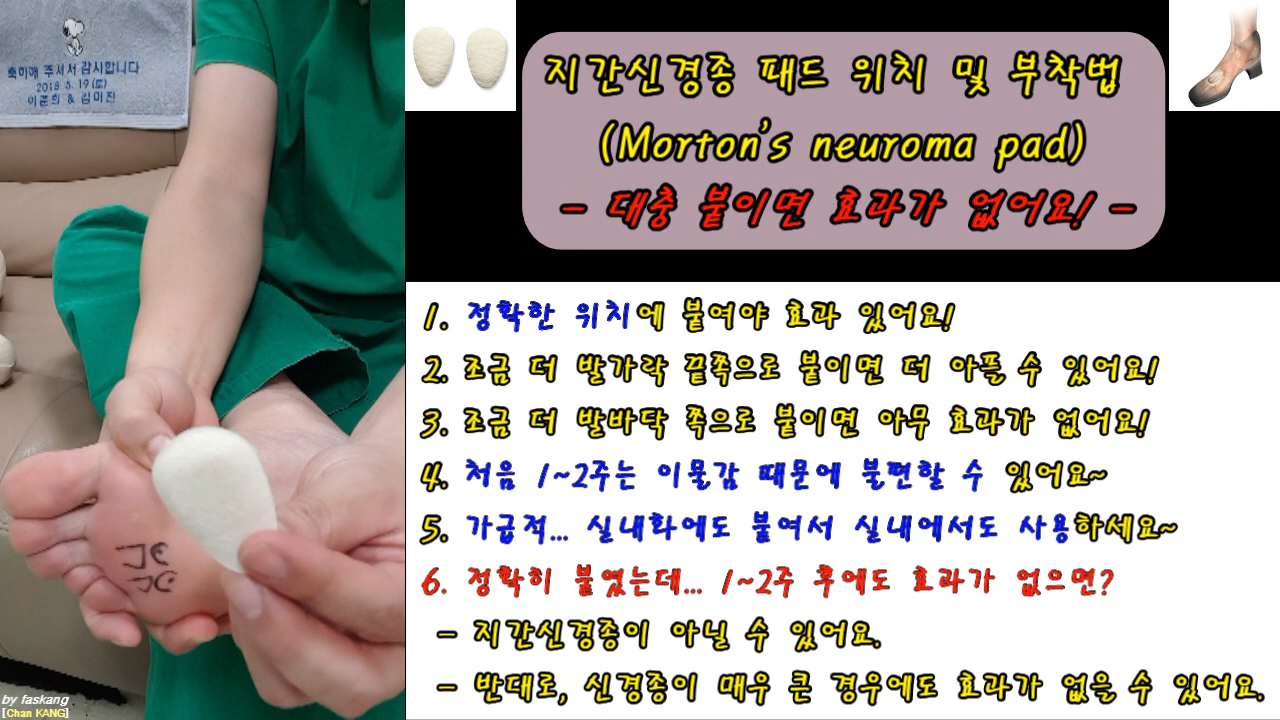 축하해 주셔서 감사합니다
2018. 5. 19(토)
이준희 & 김미진
지간신경종 패드 위치 및 부착법
(Morton's neuroma pad)
- 대충 붙이면 효과가 없어요! -
1. 정확한 위치에 붙여야 효과 있어요!
2. 조금 더 발가락 끝쪽으로 붙이면 더 아플 수 있어요!
3. 조금 더 발바닥 쪽으로 붙이면 아무 효과가 없어요!
4. 처음 1~2주는 이물감 때문에 불편할 수 있어요~
5. 가급적... 실내화에도 붙여서 실내에서도 사용하세요~
6. 정확히 붙였는데... 1~2주 후에도 효과가 없으면?
- 지간신경종이 아닐 수 있어요.
- 반대로, 신경종이 매우 큰 경우에도 효과가 없을 수 있어요.
by faskang
[Chan KANG]